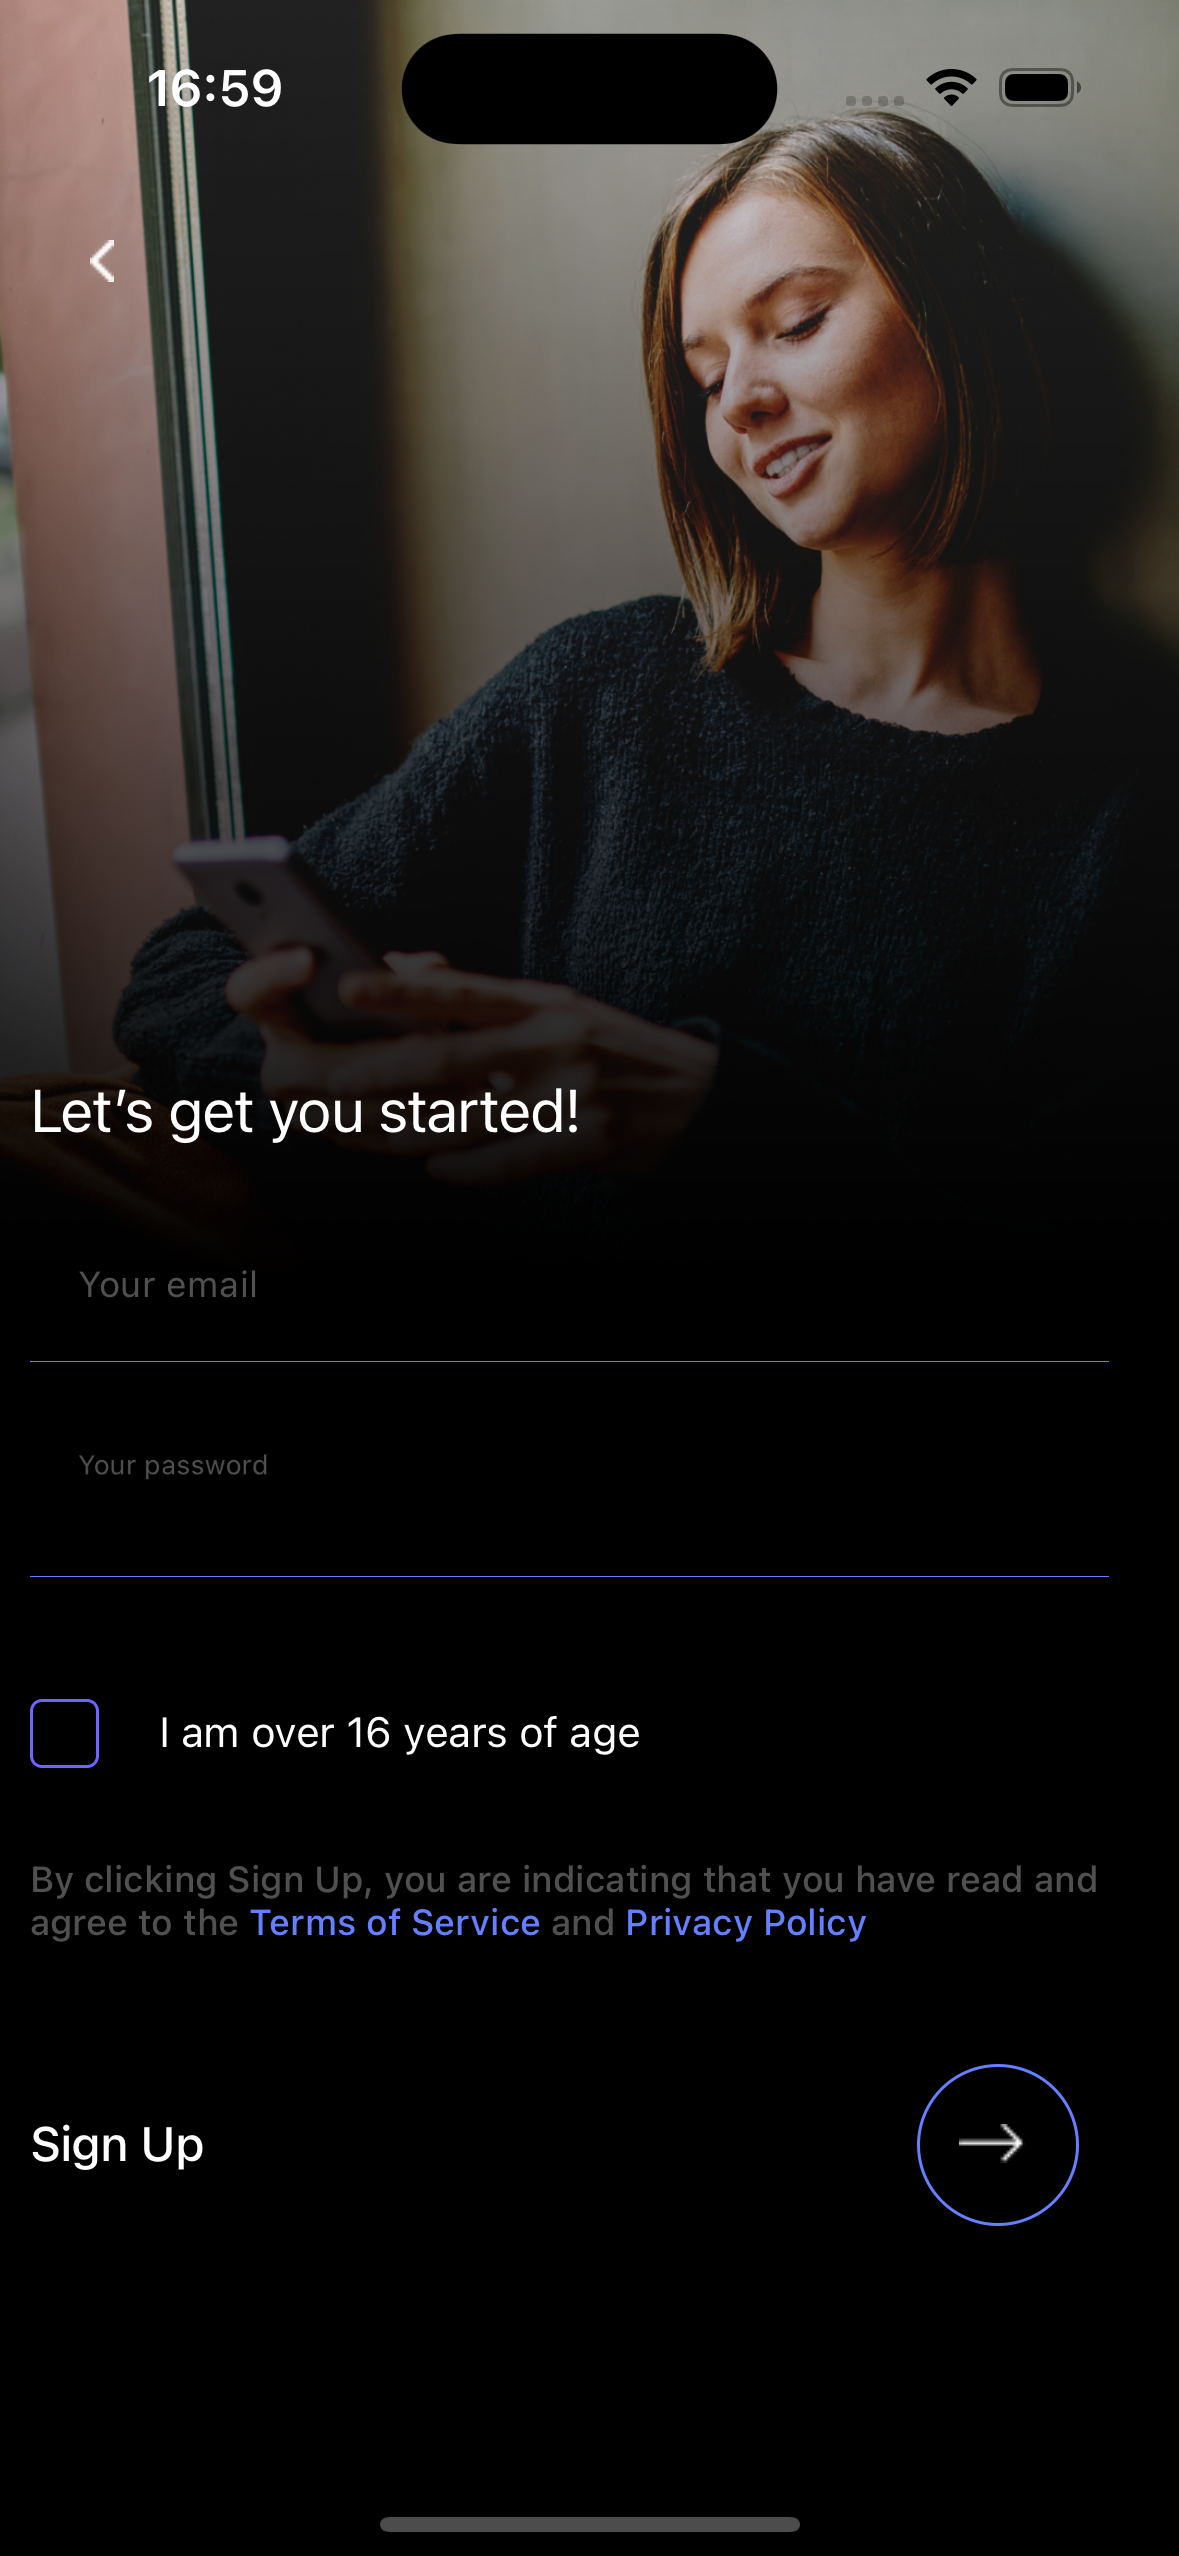 16:59
Let’s get you started!
Your email
Your password
I am over 16 years of age
By clicking Sign Up, you are indicating that you have read and
agree to the Terms of Service and Privacy Policy
Sign Up